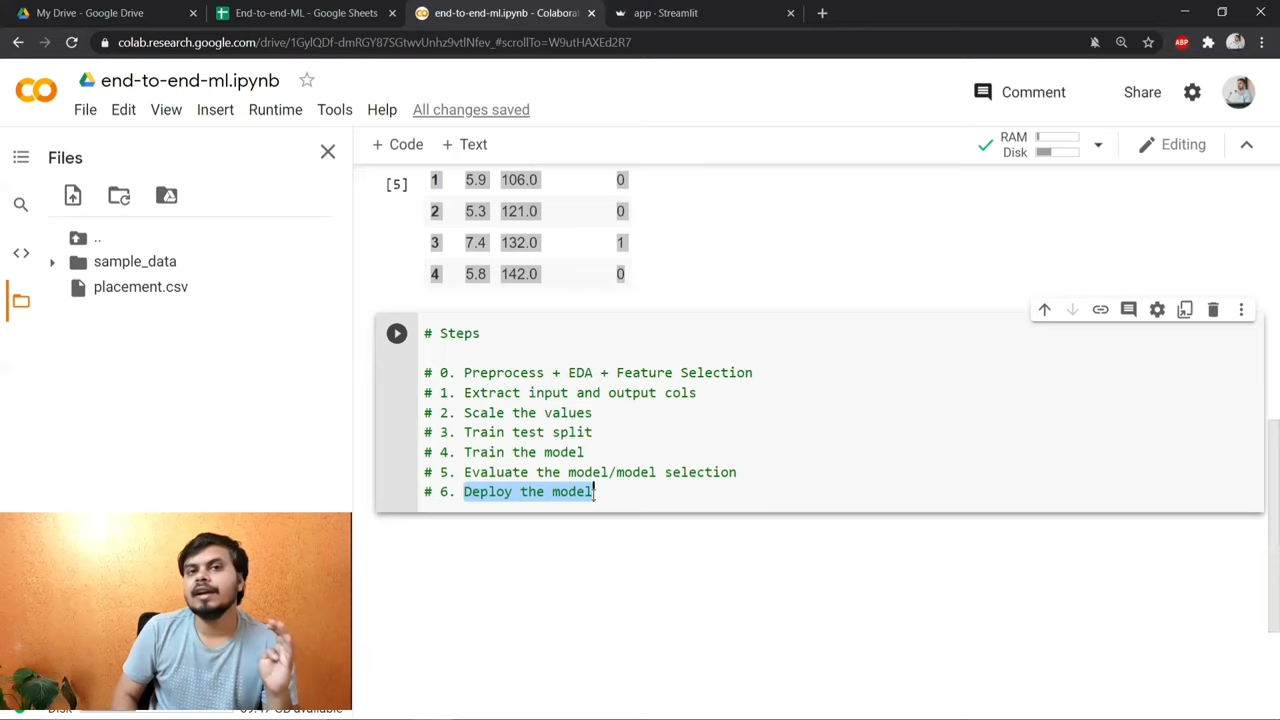 My Drive - Google Drive
End-to-end-ML - Google Sheets
end-to-end-ml.ipynb - Colabora
app · Streamlit
colab.research.google.com/drive/1GylQDf-dmRGY87SGtwvUnhz9vtlNfev_#scrollTo=W9utHAXEd2R7
ABP
end-to-end-ml.ipynb
File Edit View Insert Runtime Tools Help All changes saved
Comment
Share
Files
+ Code + Text
RAM
Disk
Editing
..
sample_data
placement.csv
[5]
1 5.9 106.0 0
2 5.3 121.0 0
3 7.4 132.0 1
4 5.8 142.0 0
# Steps
# 0. Preprocess + EDA + Feature Selection
# 1. Extract input and output cols
# 2. Scale the values
# 3. Train test split
# 4. Train the model
# 5. Evaluate the model/model selection
# 6. Deploy the model